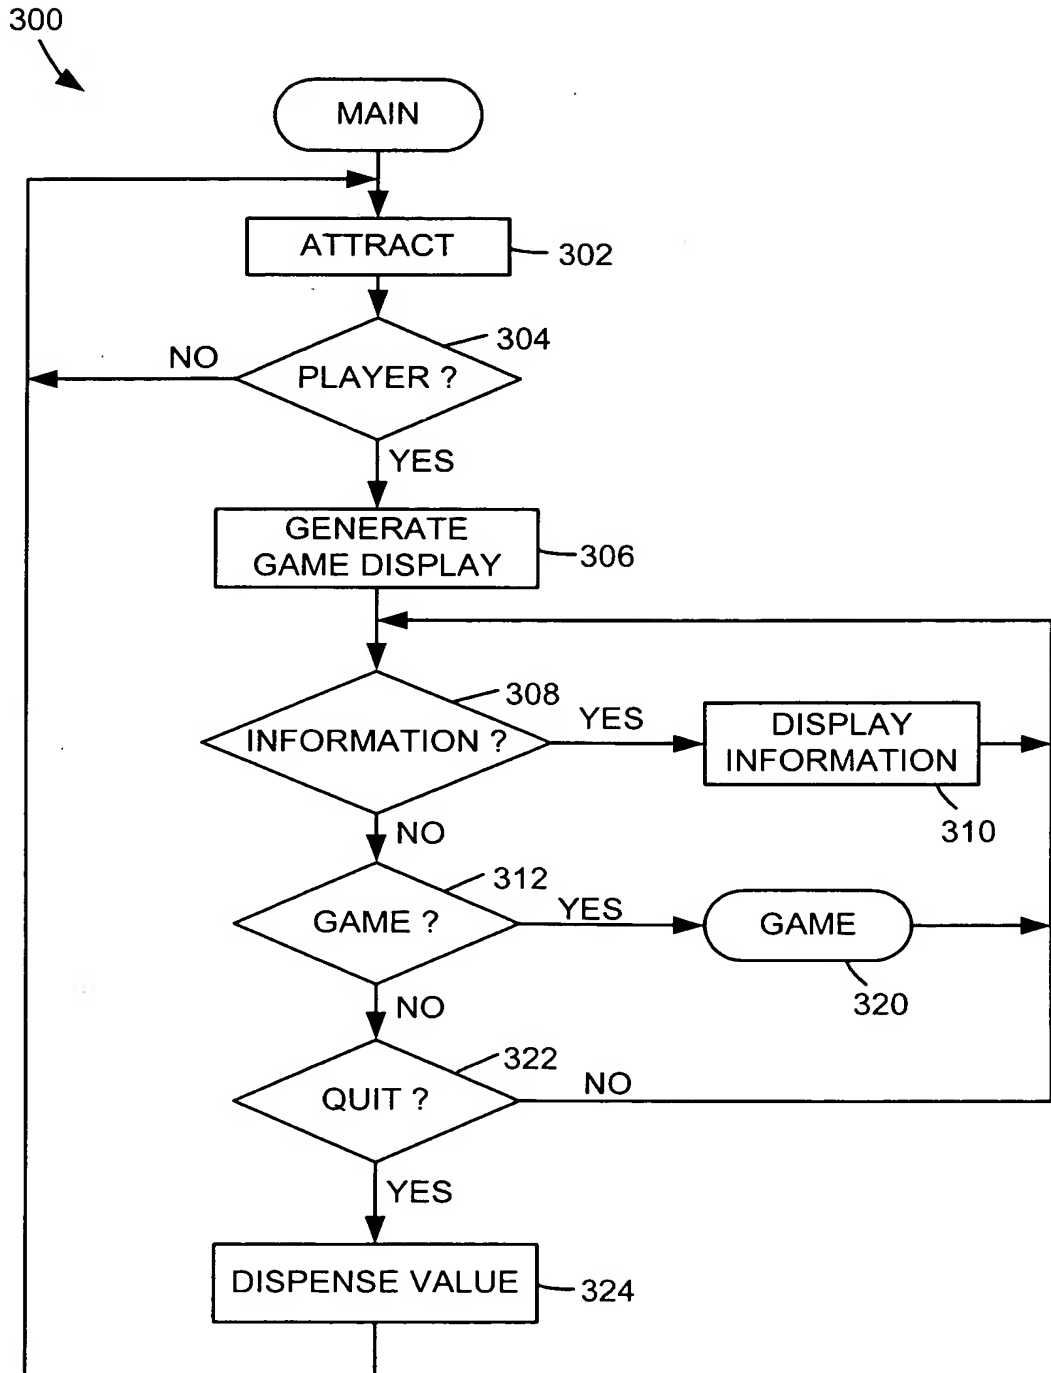 300
MAIN
ATTRACT
302
304
NO
PLAYER ?
YES
GENERATE
GAME DISPLAY
306
308
YES
DISPLAY
INFORMATION ?
INFORMATION
310
NO
312
YES
GAME ?
GAME
320
NO
322
NO
QUIT ?
YES
DISPENSE VALUE
324